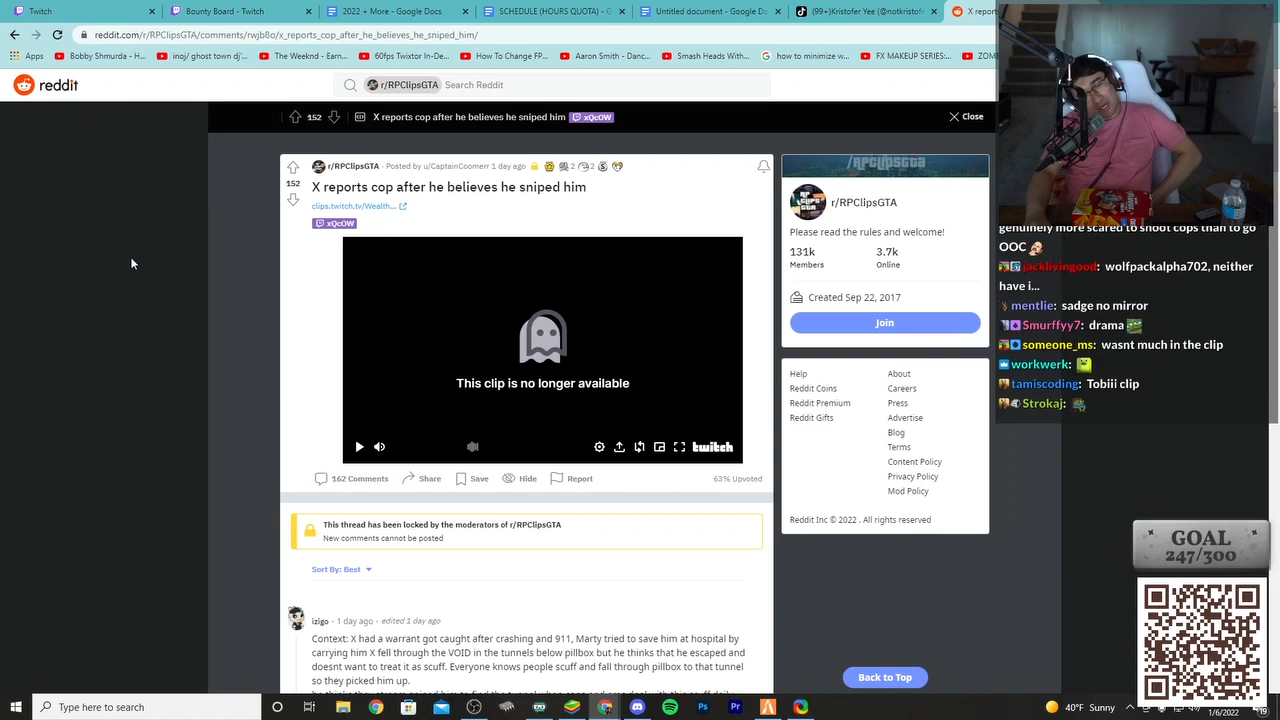 Twitch
Bounty Board - Twitch
2022 + More - Google Docs
SCHEDULE (HOURS QUOTA) - G
Untitled document - Google D
(99+)Kristofer Yee (@notkristofe
X repor
reddit.com/r/RPClipsGTA/comments/rwjb8o/x_reports_cop_after_he_believes_he_sniped_him/
Apps
Bobby Shmurda - H...
inoj/ ghost town dj'...
The Weeknd - Earn...
60fps Twixtor In-De...
How To Change FP...
Aaron Smith - Danc...
Smash Heads With...
how to minimize w...
FX MAKEUP SERIES:...
ZOM
reddit
r/RPClipsGTA
Search Reddit
152
X reports cop after he believes he sniped him
xQcOW
Close
r/RPClipsGTA · Posted by u/CaptainCoomerr 1 day ago
2
2
152
X reports cop after he believes he sniped him
clips.twitch.tv/Wealth...
xQcOW
This clip is no longer available
twitch
162 Comments
Share
Save
Hide
Report
63% Upvoted
This thread has been locked by the moderators of r/RPClipsGTA
New comments cannot be posted
Sort By: Best
izigo · 1 day ago · edited 1 day ago
Context: X had a warrant got caught after crashing and 911, Marty tried to save him at hospital by
carrying him X fell through the VOID in the tunnels below pillbox but he thinks that he escaped and
doesnt want to treat it as scuff. Everyone knows people scuff and fall through pillbox to that tunnel
so they picked him up.
/RPCLIPSGTA
RP CLIPS GTA
r/RPClipsGTA
Please read the rules and welcome!
131k
Members
3.7k
Online
Created Sep 22, 2017
Join
Help
Reddit Coins
Reddit Premium
Reddit Gifts
About
Careers
Press
Advertise
Blog
Terms
Content Policy
Privacy Policy
Mod Policy
Reddit Inc © 2022 . All rights reserved
Back to Top
genuinely more scared to shoot cops than to go
OOC
jacklivingood: wolfpackalpha702, neither
have i...
mentlie: sadge no mirror
Smurffyy7: drama
someone_ms: wasnt much in the clip
workwerk:
tamiscoding: Tobiii clip
Strokaj:
GOAL
247/300
Type here to search
Ps
Pr
40°F Sunny
1/6/2022
19